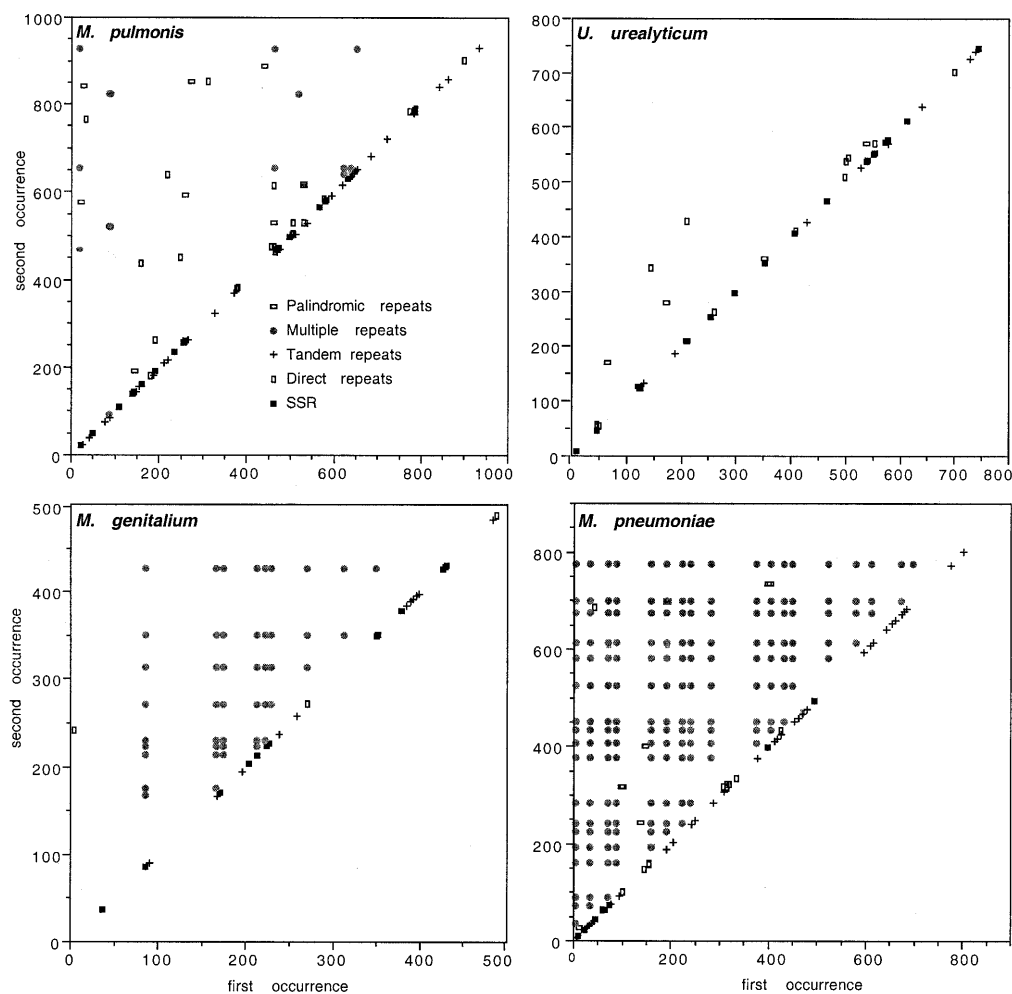 M. pulmonis
1000
800
600
400
200
0
second occurrence
0 200 400 600 800 1000
Palindromic repeats
Multiple repeats
Tandem repeats
Direct repeats
SSR
U. urealyticum
800
700
600
500
400
300
200
100
0
0 100 200 300 400 500 600 700 800
M. genitalium
500
400
300
200
100
0
second occurrence
0 100 200 300 400 500
first occurrence
M. pneumoniae
800
600
400
200
0
0 200 400 600 800
first occurrence